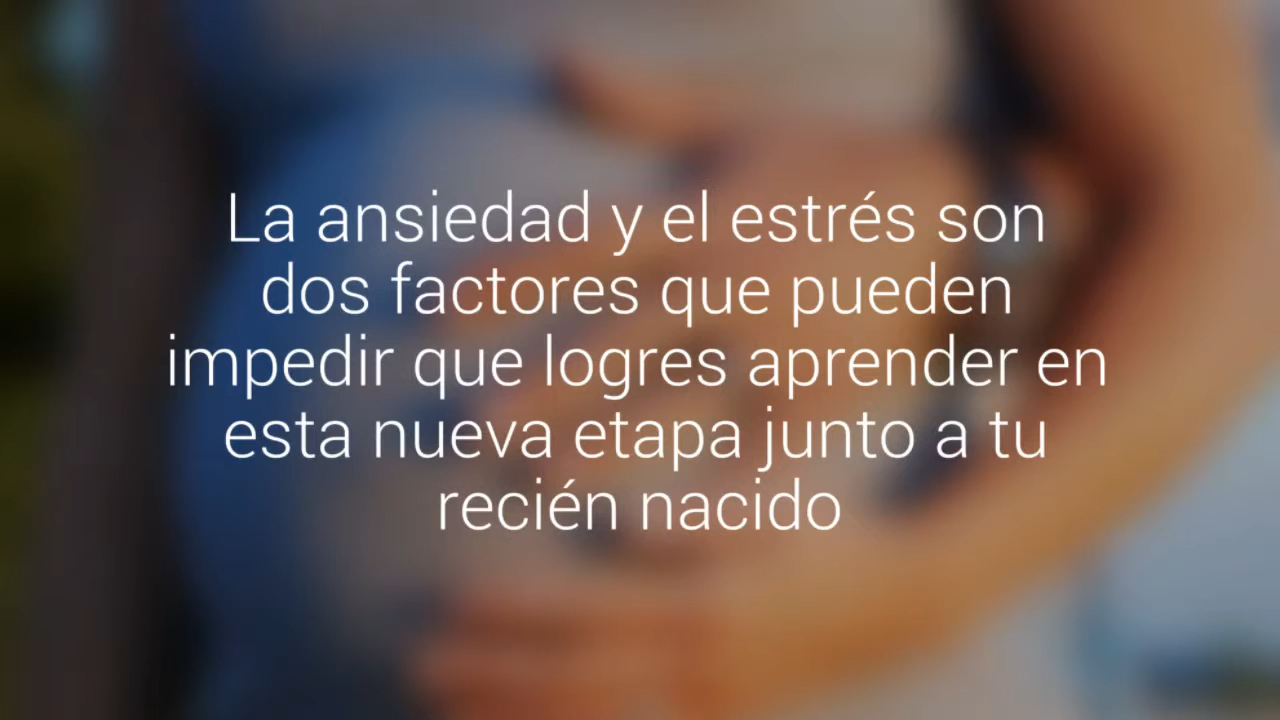 La ansiedad y el estrés son
dos factores que pueden
impedir que logres aprender en
esta nueva etapa junto a tu
recién nacido